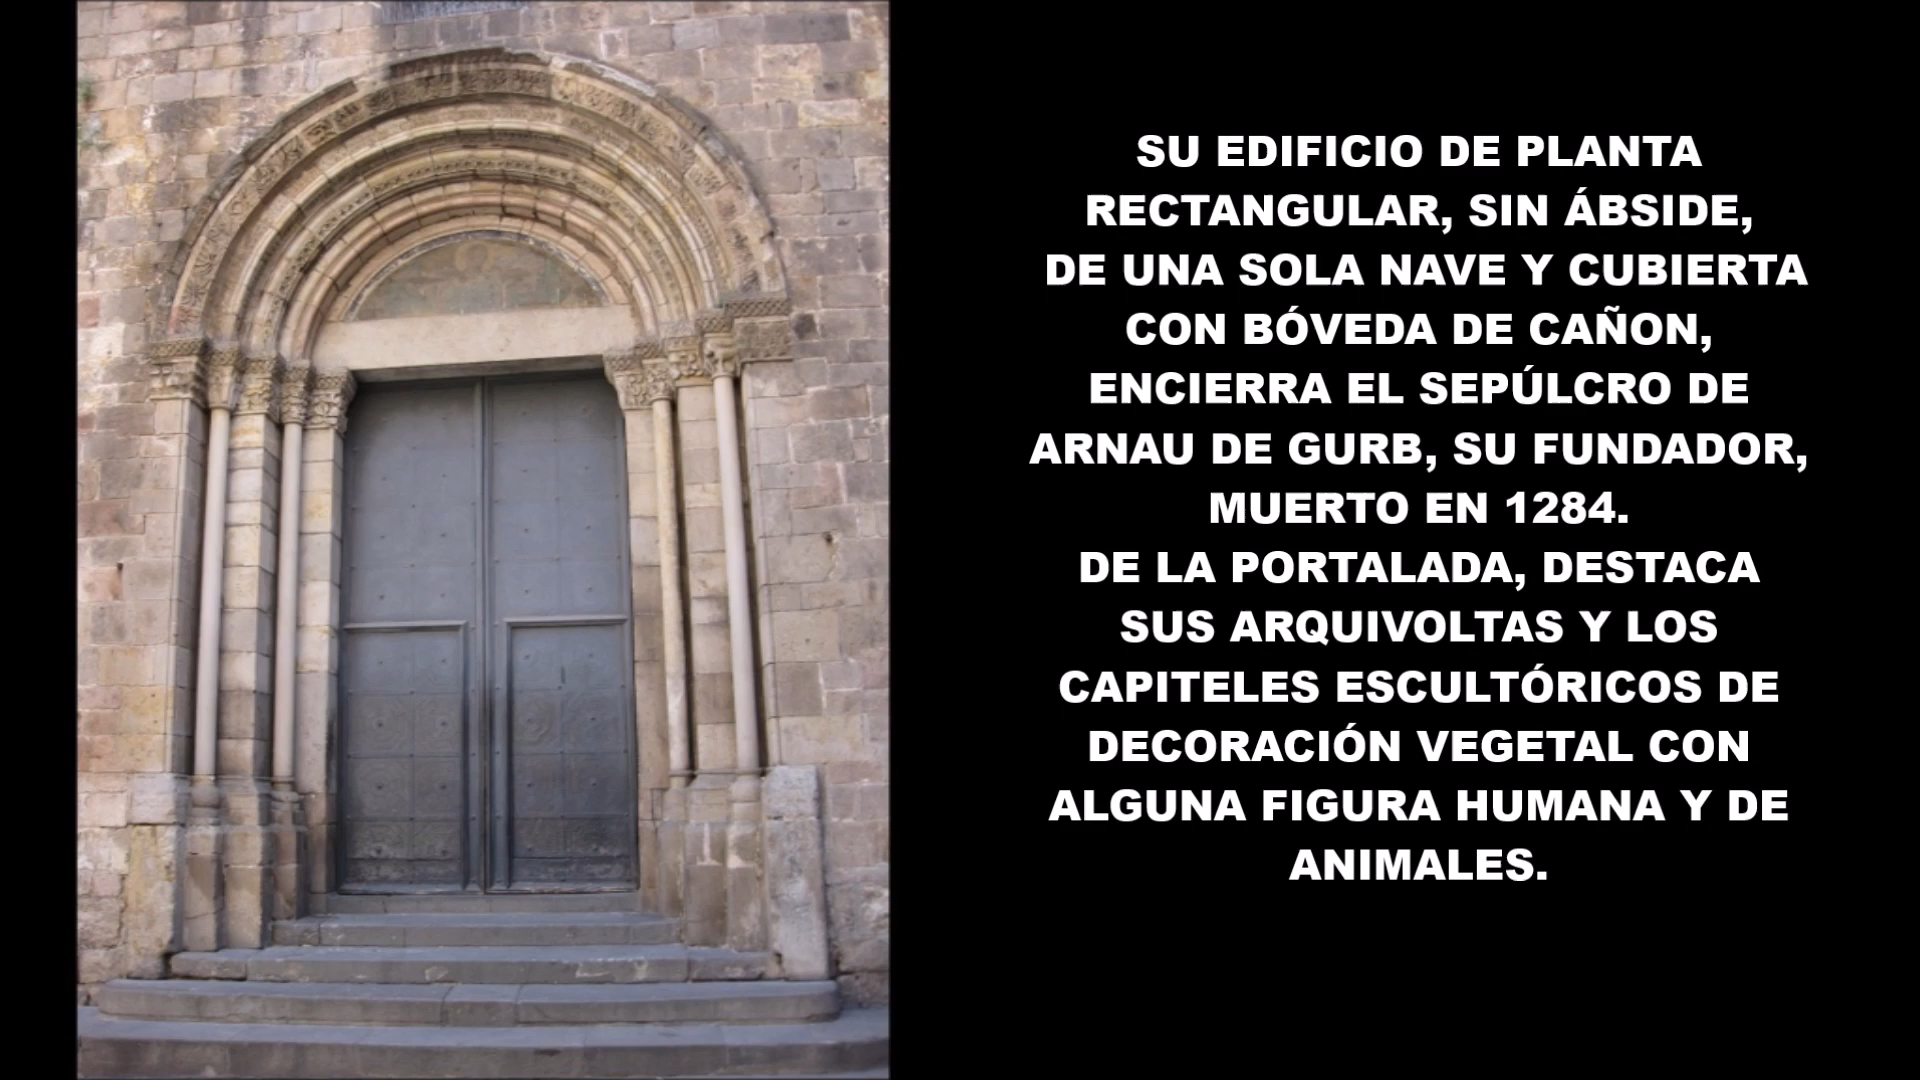 SU EDIFICIO DE PLANTA
RECTANGULAR, SIN ÁBSIDE,
DE UNA SOLA NAVE Y CUBIERTA
CON BÓVEDA DE CAÑON,
ENCIERRA EL SEPÚLCRO DE
ARNAU DE GURB, SU FUNDADOR,
MUERTO EN 1284.
DE LA PORTALADA, DESTACA
SUS ARQUIVOLTAS Y LOS
CAPITELES ESCULTÓRICOS DE
DECORACIÓN VEGETAL CON
ALGUNA FIGURA HUMANA Y DE
ANIMALES.